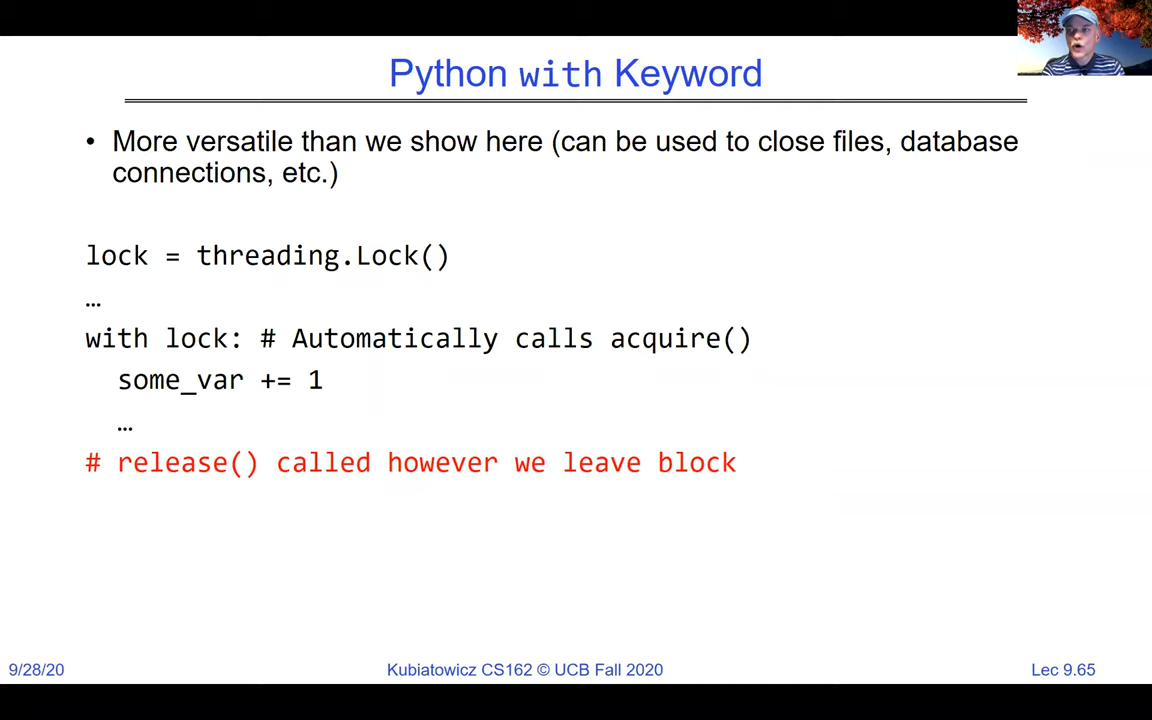 Python with Keyword
• More versatile than we show here (can be used to close files, database
connections, etc.)
lock = threading.Lock()
…
with lock: # Automatically calls acquire()
some_var += 1
…
# release() called however we leave block
9/28/20
Kubiatowicz CS162 © UCB Fall 2020
Lec 9.65